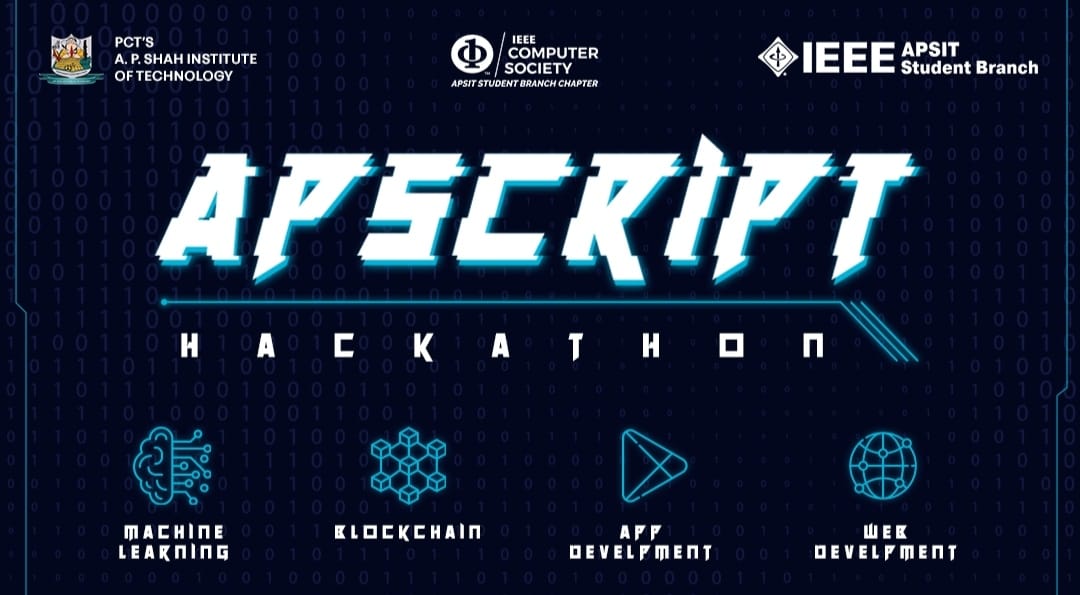 PCT'S
A. P. SHAH INSTITUTE
OF TECHNOLOGY
IEEE
COMPUTER
SOCIETY
APSIT STUDENT BRANCH CHAPTER
IEEE APSIT
Student Branch
APSCRIPT
HACKATHON
MACHINE
LEARNING
BLOCKCHAIN
APP
DEVELPMENT
WEB
DEVELPMENT